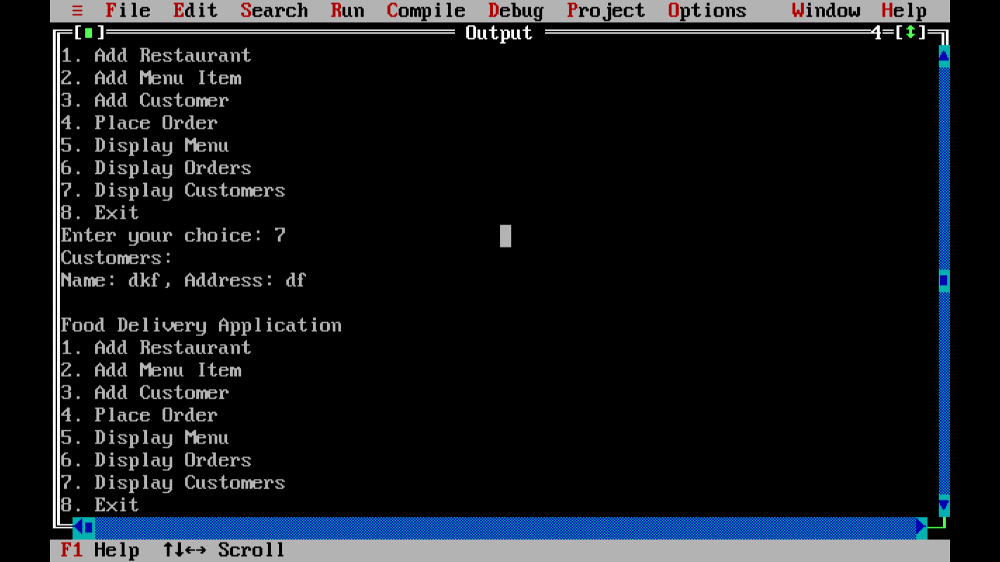 ≡ File Edit Search Run Compile Debug Project Options Window Help
[■] Output 4=[↕]
1. Add Restaurant
2. Add Menu Item
3. Add Customer
4. Place Order
5. Display Menu
6. Display Orders
7. Display Customers
8. Exit
Enter your choice: 7
Customers:
Name: dkf, Address: df
Food Delivery Application
1. Add Restaurant
2. Add Menu Item
3. Add Customer
4. Place Order
5. Display Menu
6. Display Orders
7. Display Customers
8. Exit
F1 Help ↑↓←→ Scroll